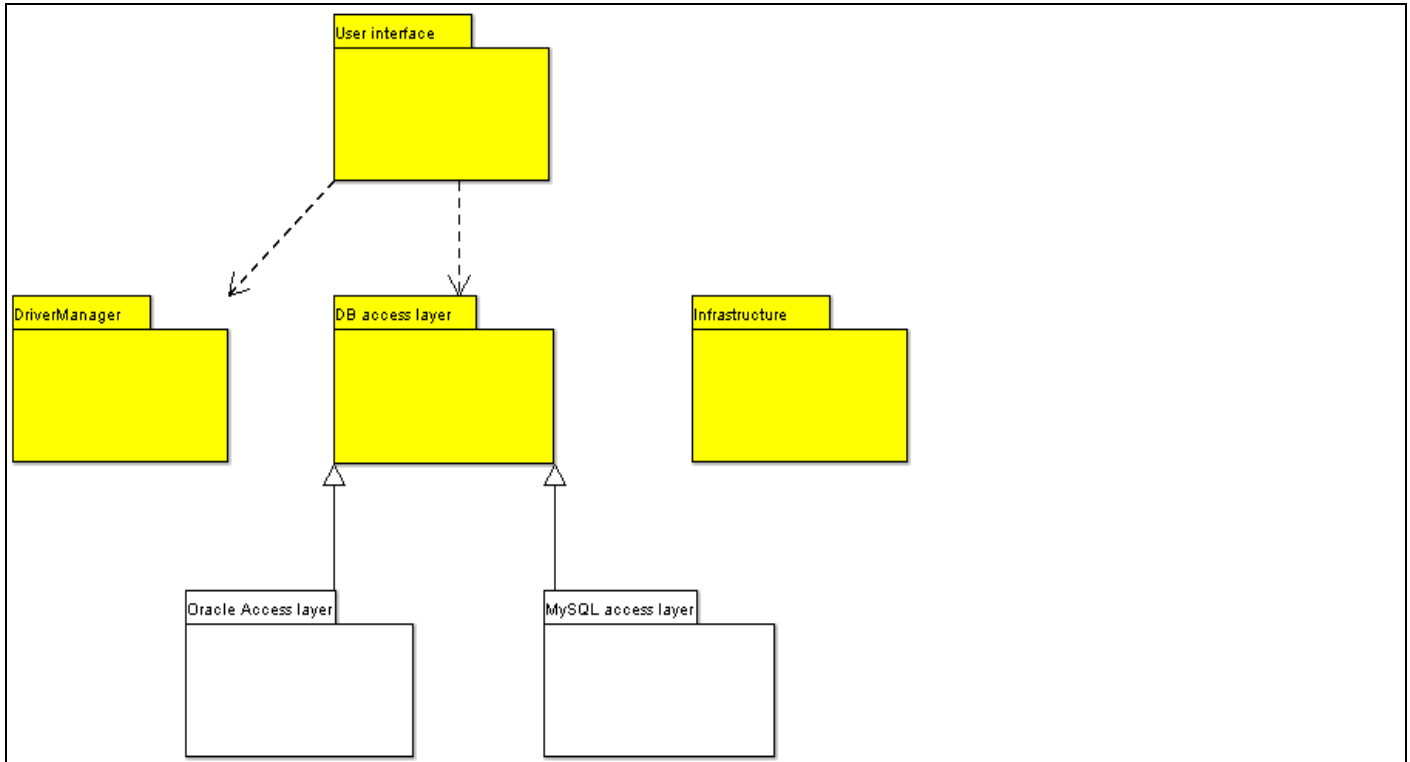 User interface
DriverManager
DB access layer
Infrastructure
Oracle Access layer
MySQL access layer